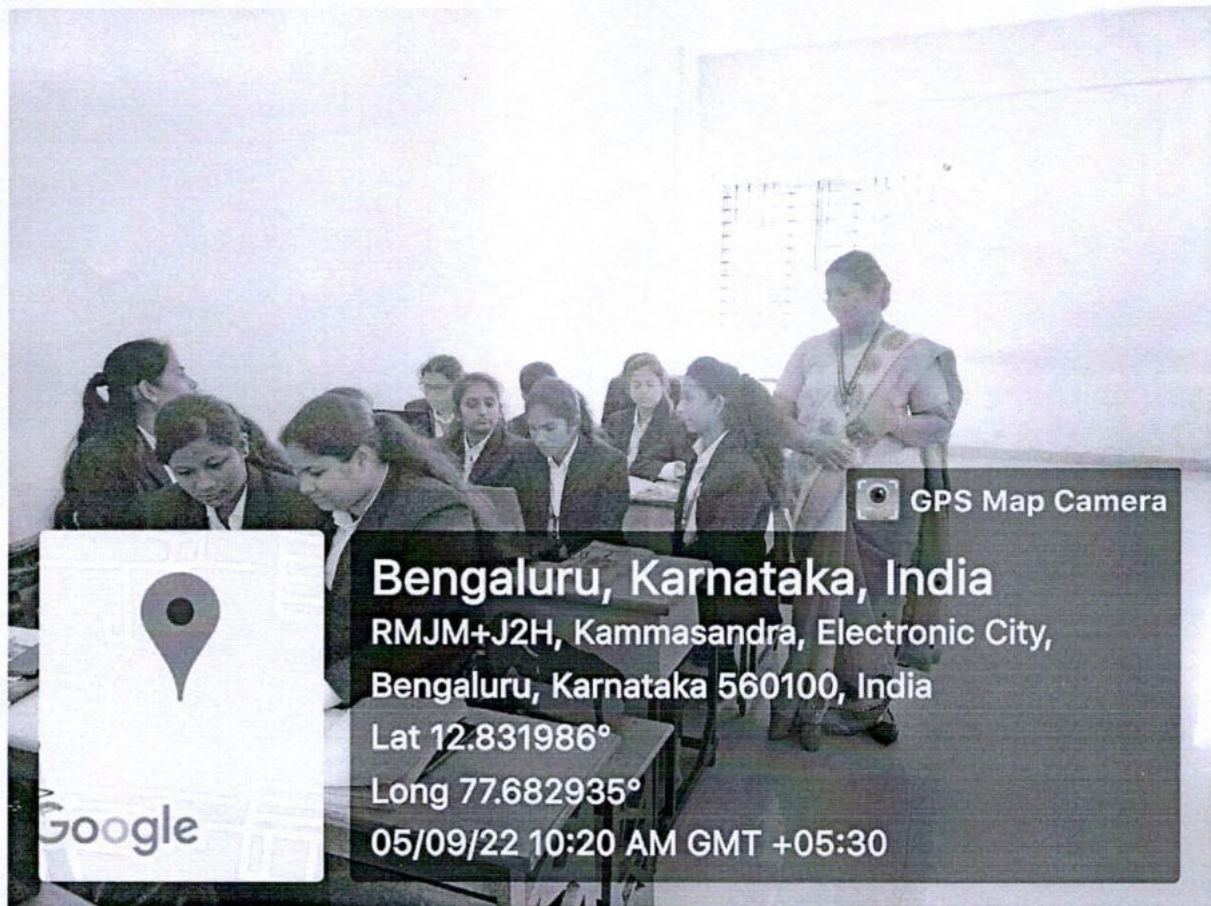 GPS Map Camera
Bengaluru, Karnataka, India
RMJM+J2H, Kammasandra, Electronic City,
Bengaluru, Karnataka 560100, India
Lat 12.831986°
Long 77.682935°
05/09/22 10:20 AM GMT +05:30
Google